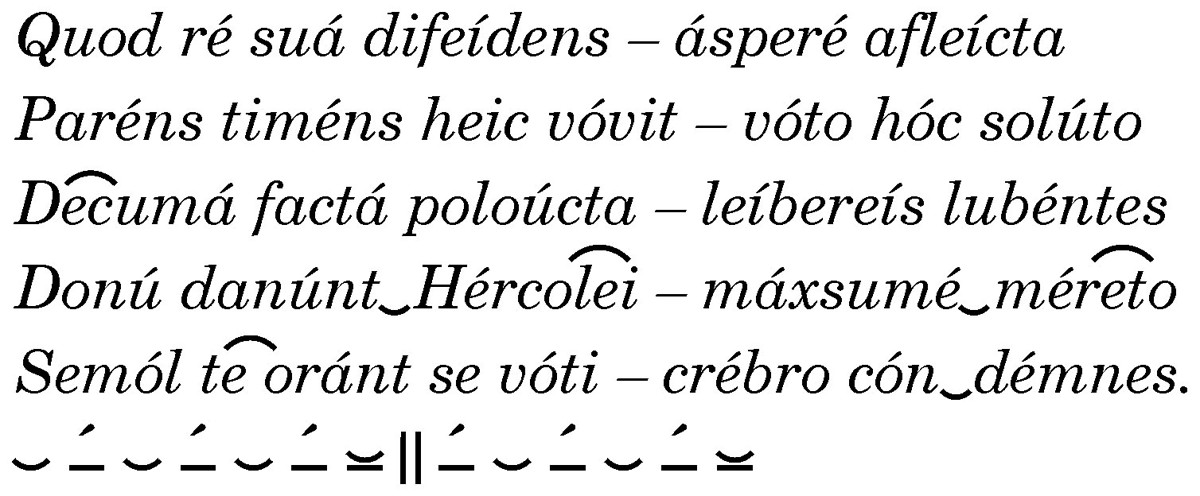 Quod ré suá difeídens – ásperé afleícta
Paréns timéns heic vóvit – vóto hóc solúto
Decumá factá poloúcta – leíbereís lubéntes
Donú danúnt‿Hércolei – máxsumé‿méreto
Semól te oránt se vóti – crébro cón‿démnes.
⏑ –́ ⏑ –́ ⏑ –́ ⏓ || –́ ⏑ –́ ⏑ –́ ⏓